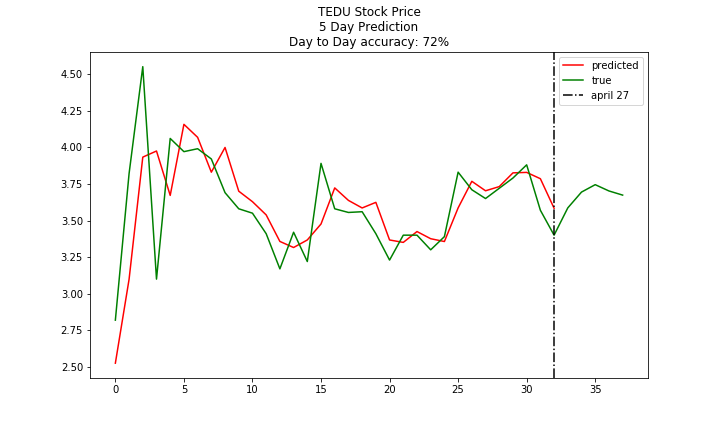 TEDU Stock Price
5 Day Prediction
Day to Day accuracy: 72%
predicted
true
april 27
4.50
4.25
4.00
3.75
3.50
3.25
3.00
2.75
2.50
0 5 10 15 20 25 30 35